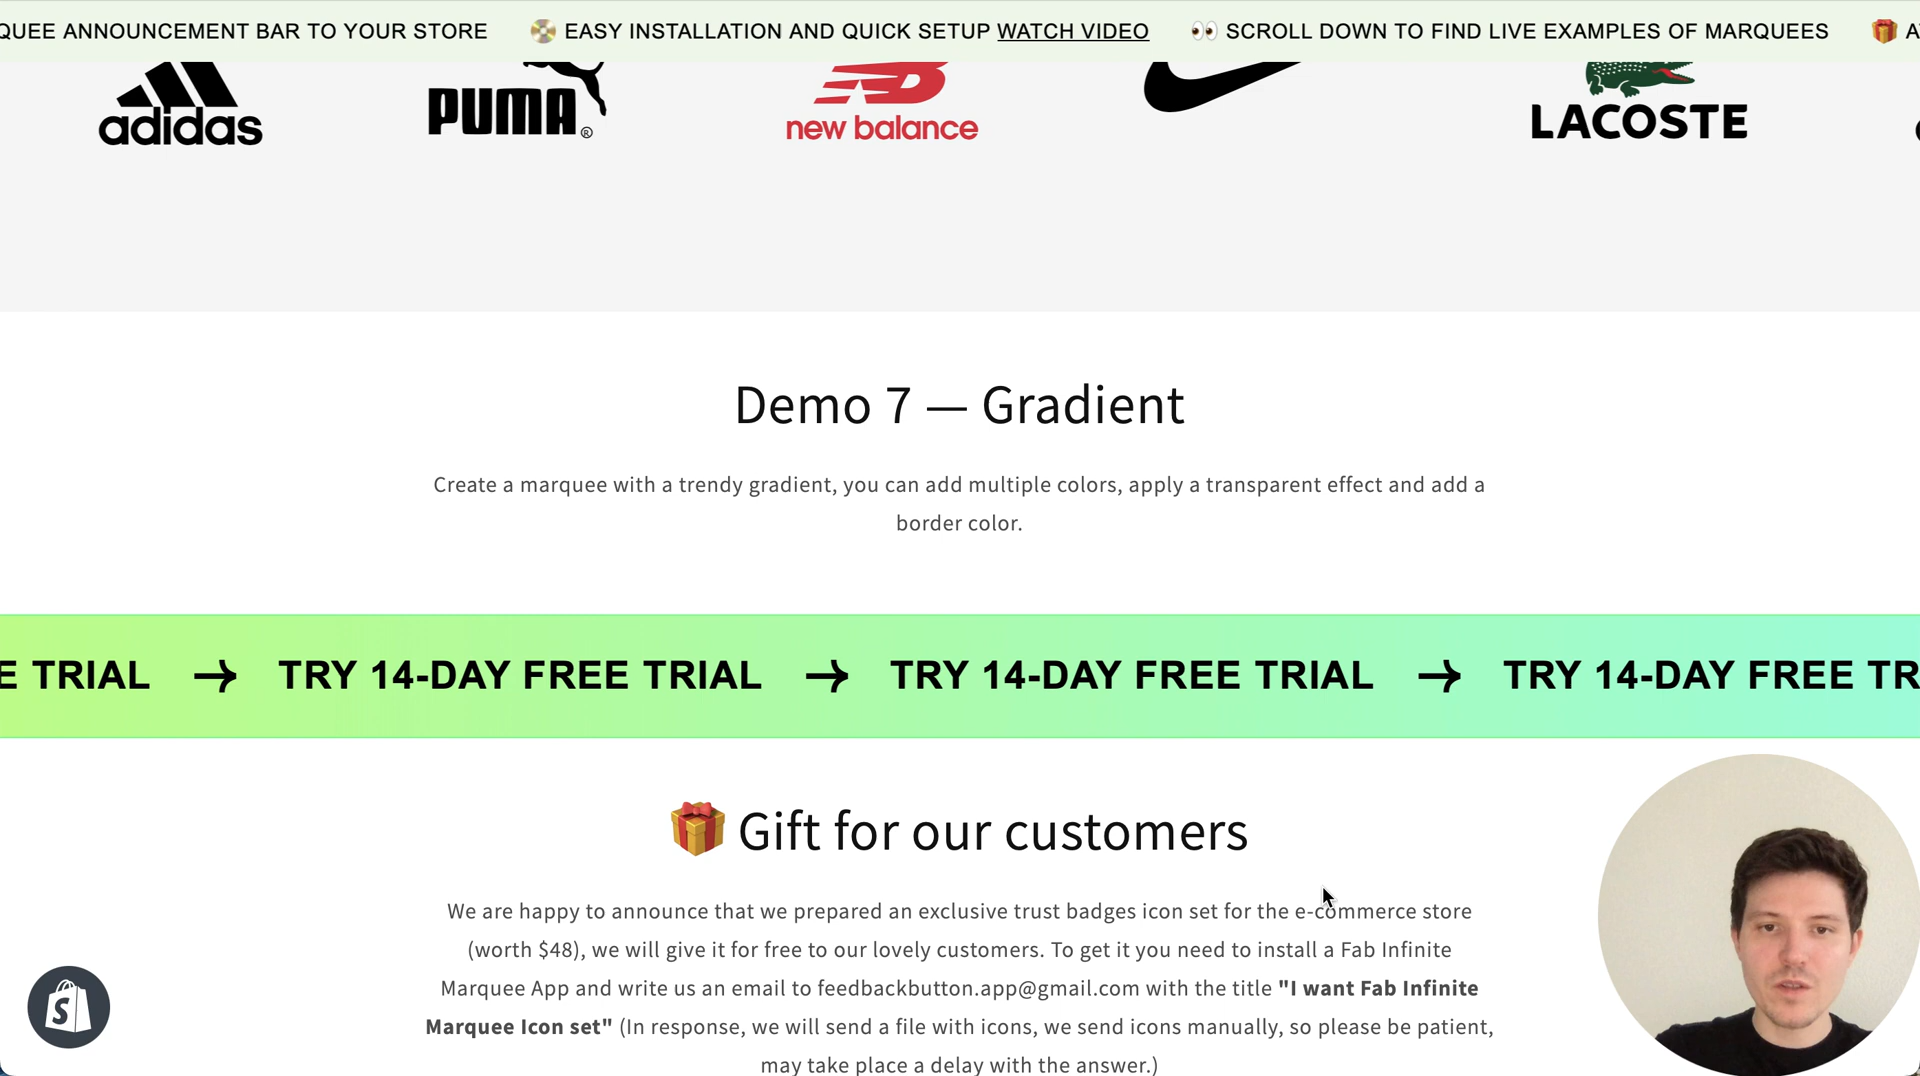 QUEE ANNOUNCEMENT BAR TO YOUR STORE EASY INSTALLATION AND QUICK SETUP WATCH VIDEO SCROLL DOWN TO FIND LIVE EXAMPLES OF MARQUEES
adidas PUMA® new balance LACOSTE
Demo 7 — Gradient
Create a marquee with a trendy gradient, you can add multiple colors, apply a transparent effect and add a
border color.
E TRIAL → TRY 14-DAY FREE TRIAL → TRY 14-DAY FREE TRIAL → TRY 14-DAY FREE TR
Gift for our customers
We are happy to announce that we prepared an exclusive trust badges icon set for the e-commerce store
(worth $48), we will give it for free to our lovely customers. To get it you need to install a Fab Infinite
Marquee App and write us an email to feedbackbutton.app@gmail.com with the title "I want Fab Infinite
Marquee Icon set" (In response, we will send a file with icons, we send icons manually, so please be patient,
may take place a delay with the answer.)